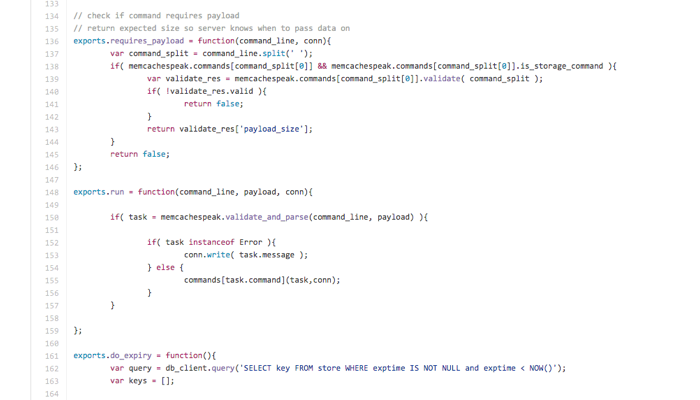 133
134 // check if command requires payload
135 // return expected size so server knows when to pass data on
136 exports.requires_payload = function(command_line, conn){
137 var command_split = command_line.split(' ');
138 if( memcachespeak.commands[command_split[0]] && memcachespeak.commands[command_split[0]].is_storage_command ){
139 var validate_res = memcachespeak.commands[command_split[0]].validate( command_split );
140 if( !validate_res.valid ){
141 return false;
142 }
143 return validate_res['payload_size'];
144 }
145 return false;
146 };
147
148 exports.run = function(command_line, payload, conn){
149
150 if( task = memcachespeak.validate_and_parse(command_line, payload) ){
151
152 if( task instanceof Error ){
153 conn.write( task.message );
154 } else {
155 commands[task.command](task,conn);
156 }
157 }
158
159 };
160
161 exports.do_expiry = function(){
162 var query = db_client.query('SELECT key FROM store WHERE exptime IS NOT NULL and exptime < NOW()');
163 var keys = [];
164